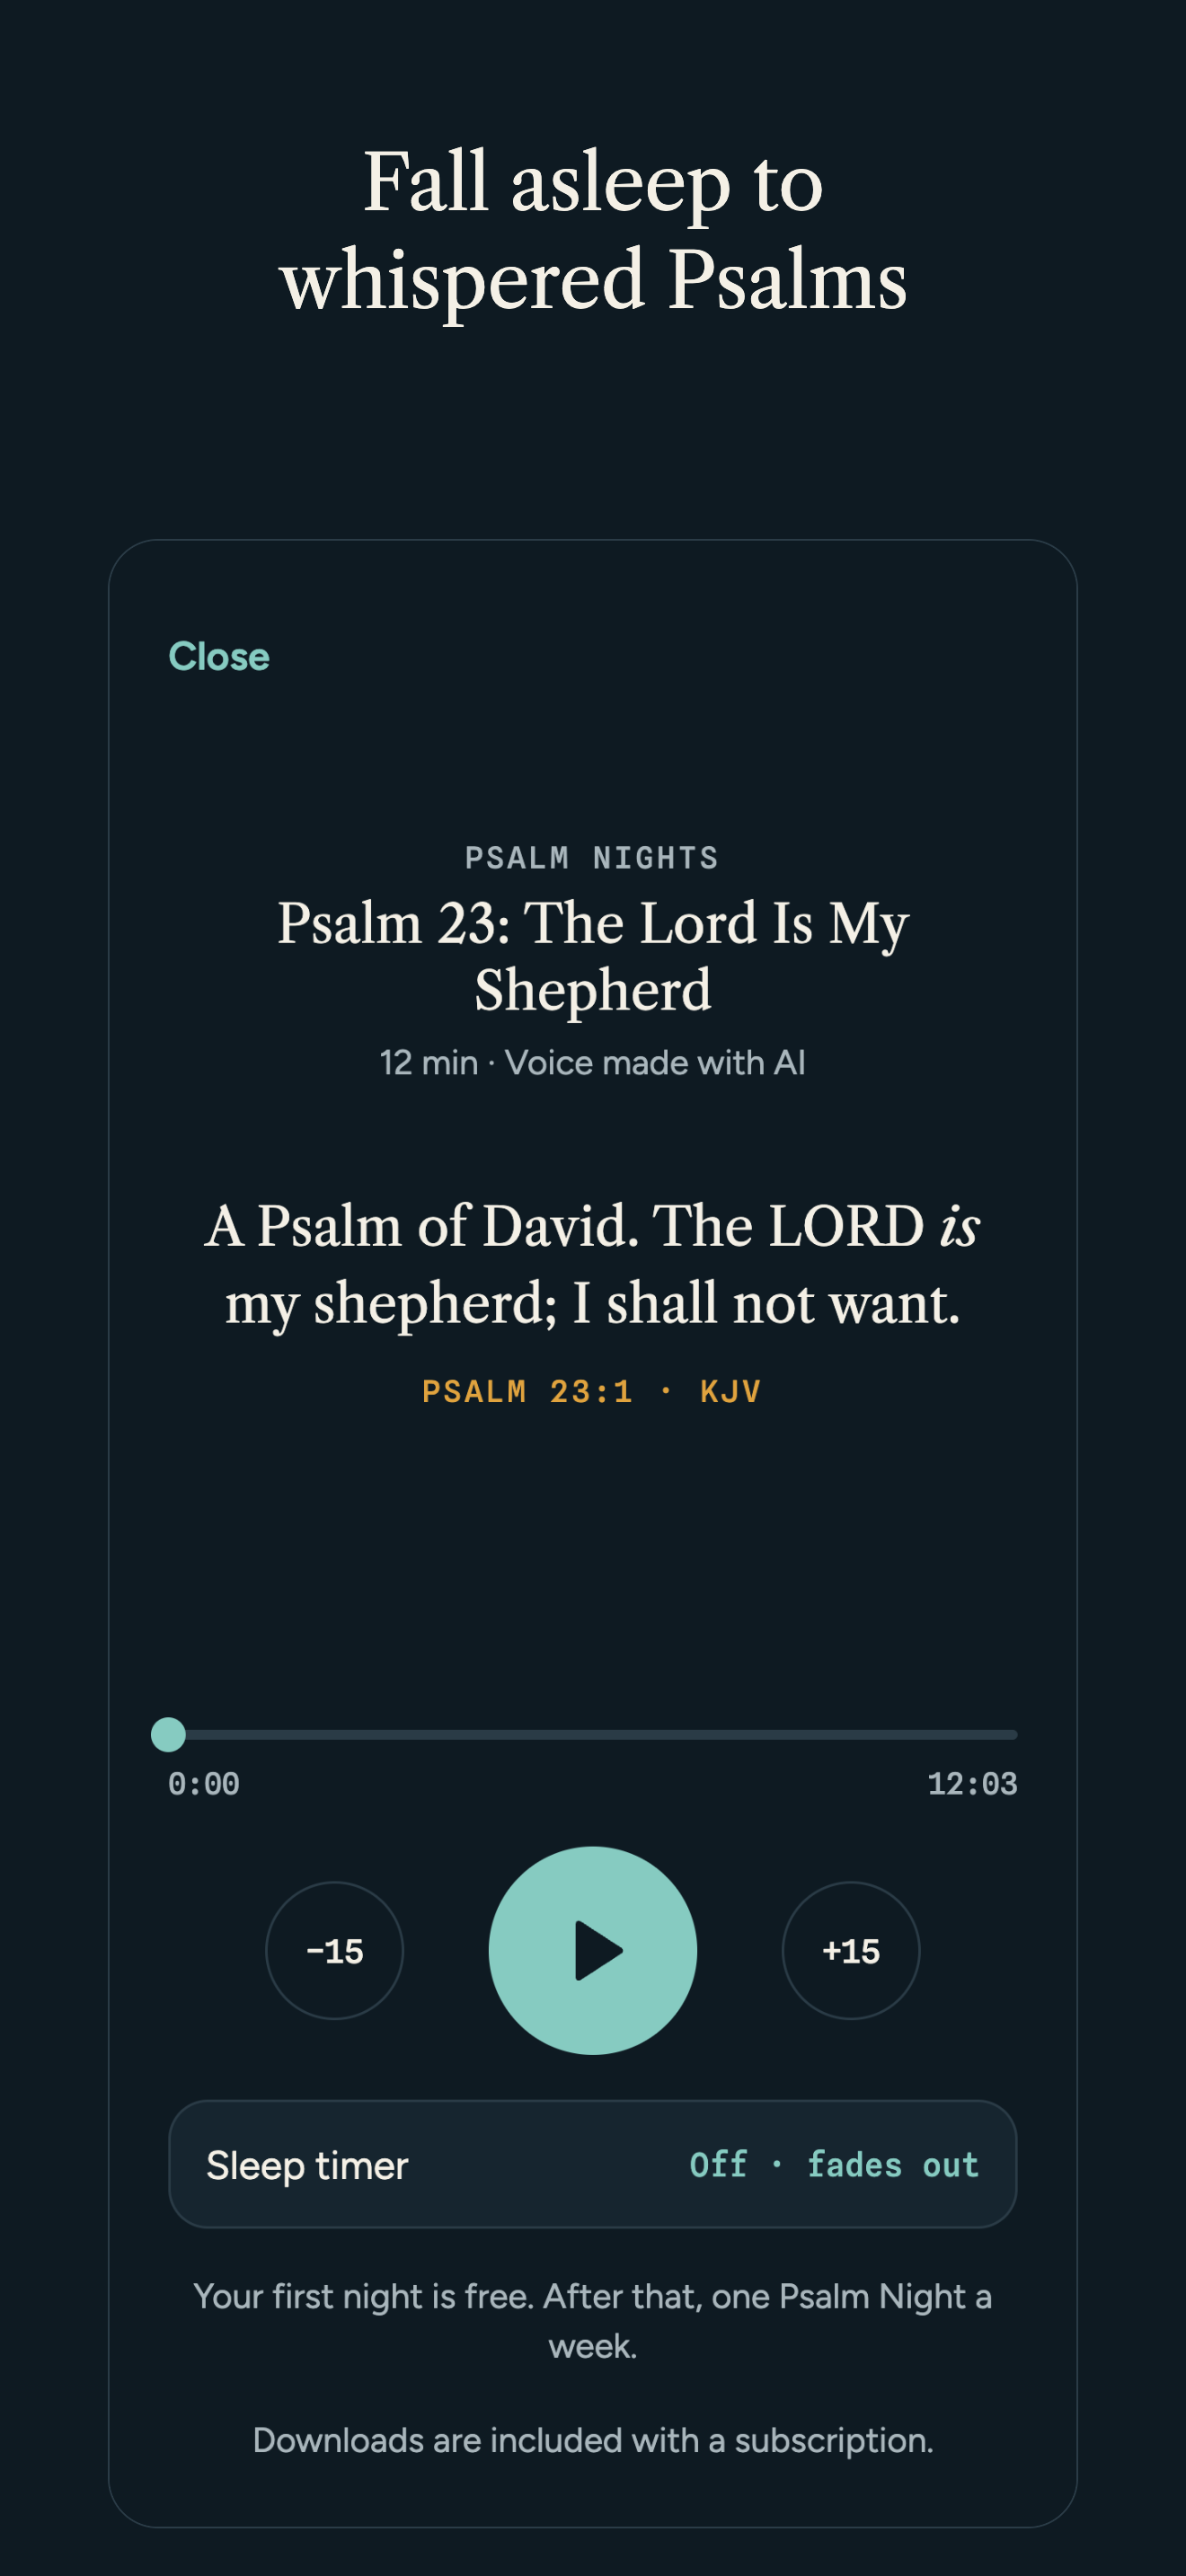 Fall asleep to
whispered Psalms
Close
PSALM NIGHTS
Psalm 23: The Lord Is My
Shepherd
12 min · Voice made with AI
A Psalm of David. The LORD is
my shepherd; I shall not want.
PSALM 23:1 · KJV
0:00 12:03
−15 +15
Sleep timer Off · fades out
Your first night is free. After that, one Psalm Night a
week.
Downloads are included with a subscription.